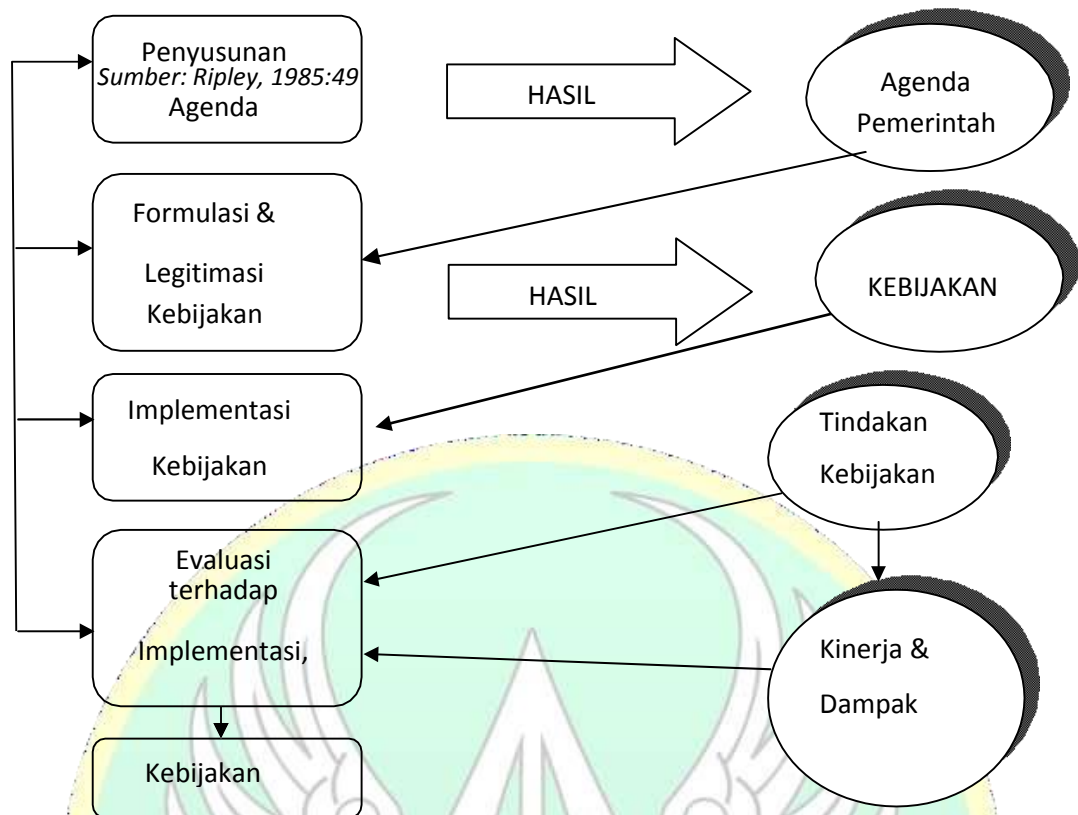 Penyusunan
Sumber: Ripley, 1985:49
Agenda
HASIL
Agenda
Pemerintah
Formulasi &
Legitimasi
Kebijakan
HASIL
KEBIJAKAN
Implementasi
Kebijakan
Tindakan
Kebijakan
Evaluasi
terhadap
Implementasi,
Kinerja &
Dampak
Kebijakan